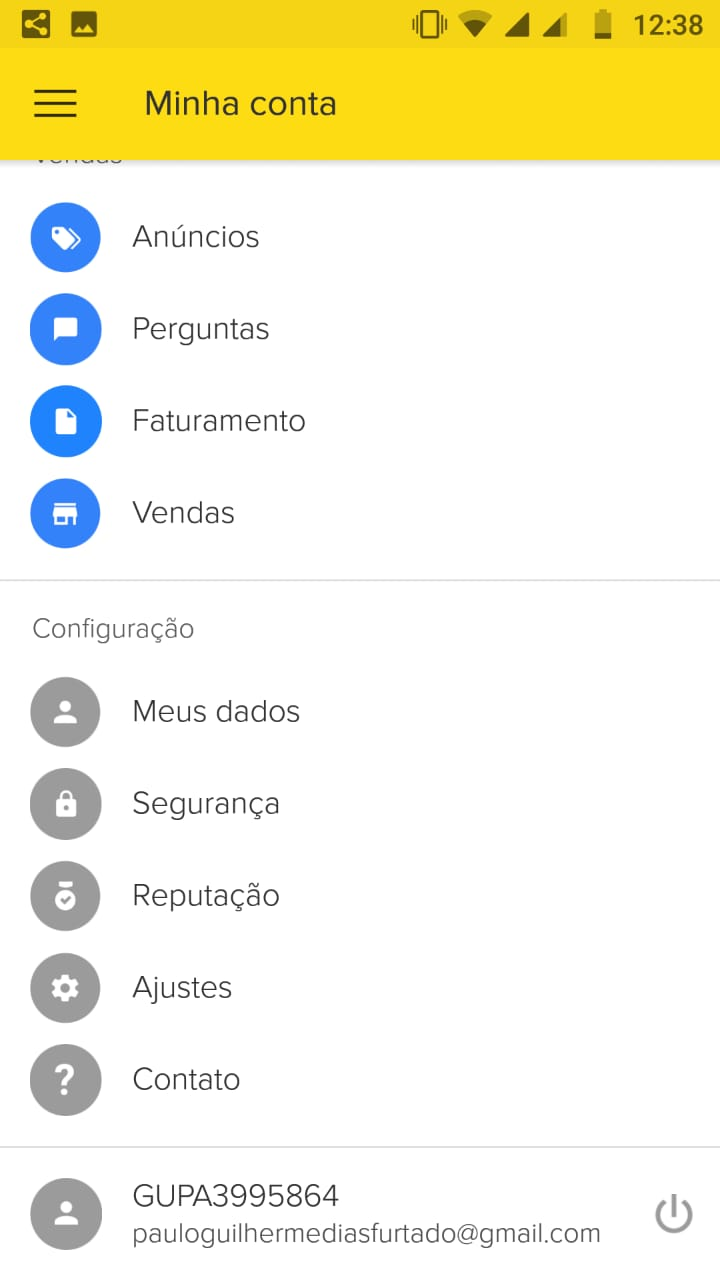 12:38
Minha conta
Vendas
Anúncios
Perguntas
Faturamento
Vendas
Configuração
Meus dados
Segurança
Reputação
Ajustes
Contato
GUPA3995864
pauloguilhermediasfurtado@gmail.com